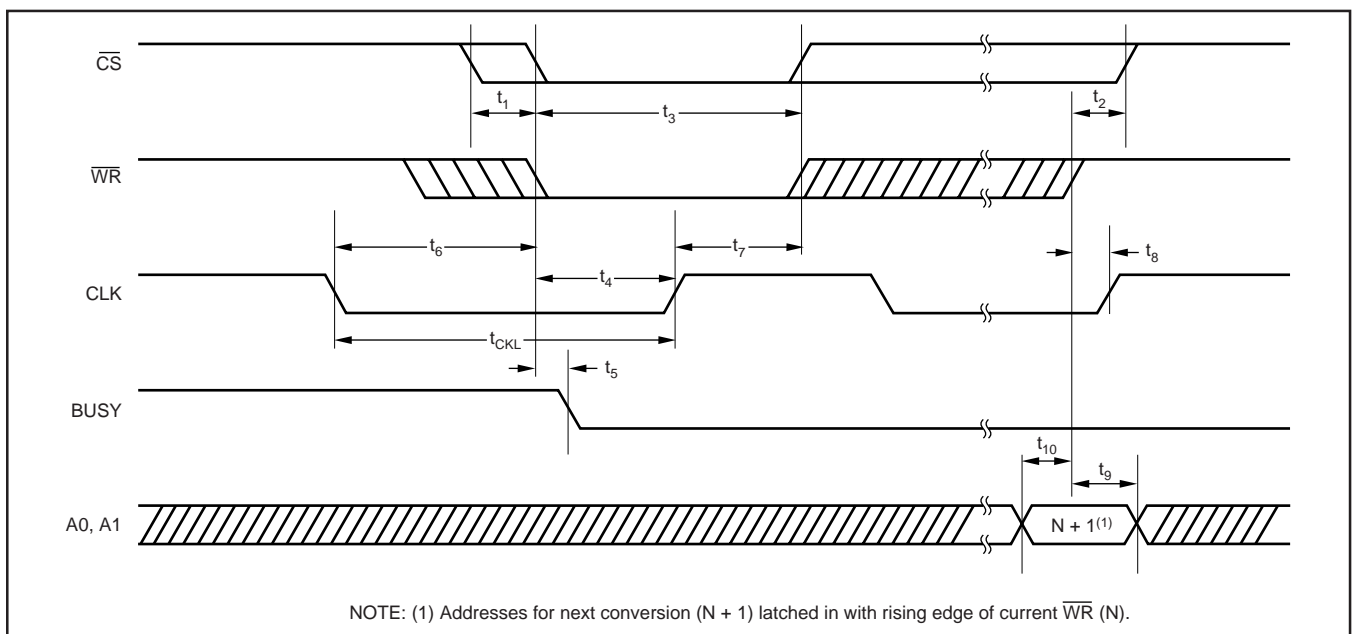 CS
t1
t3
t2
WR
t6
t7
t8
CLK
t4
tCKL
t5
BUSY
t10
t9
A0, A1
N + 1(1)
NOTE: (1) Addresses for next conversion (N + 1) latched in with rising edge of current WR (N).